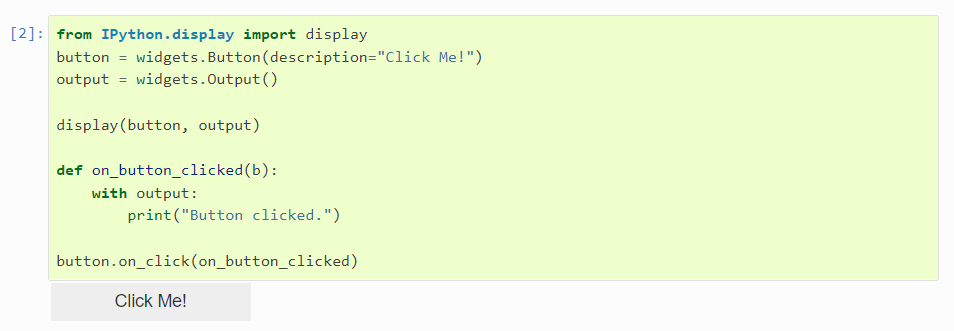 [2]: from IPython.display import display
button = widgets.Button(description="Click Me!")
output = widgets.Output()
display(button, output)
def on_button_clicked(b):
with output:
print("Button clicked.")
button.on_click(on_button_clicked)
Click Me!